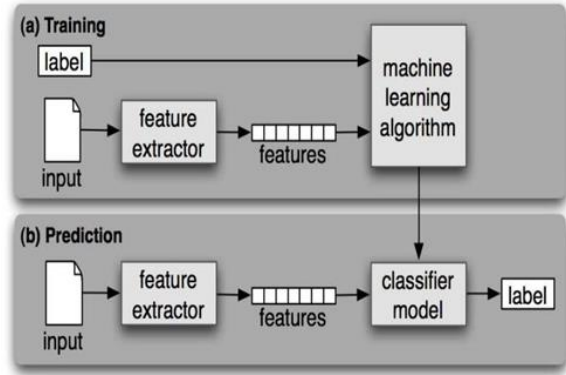 (a) Training
label
machine
learning
algorithm
feature
extractor
features
input
(b) Prediction
feature
extractor
features
classifier
model
label
input